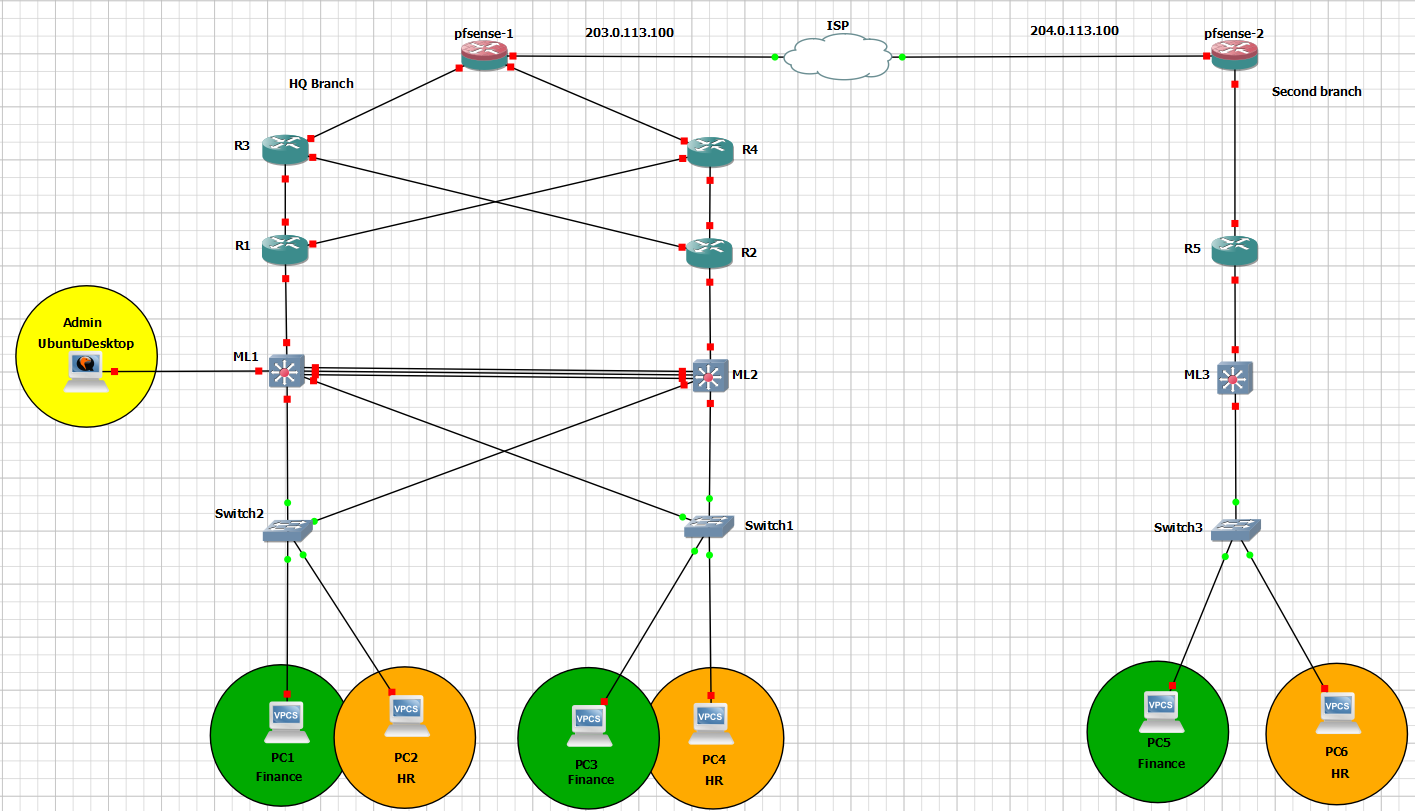 ISP
pfsense-1
203.0.113.100
204.0.113.100
pfsense-2
HQ Branch
Second branch
R3
R4
R1
R2
R5
Admin
UbuntuDesktop
ML1
ML2
ML3
Switch2
Switch1
Switch3
VPCS
VPCS
VPCS
VPCS
VPCS
VPCS
PC1
Finance
PC2
HR
PC3
Finance
PC4
HR
PC5
Finance
PC6
HR